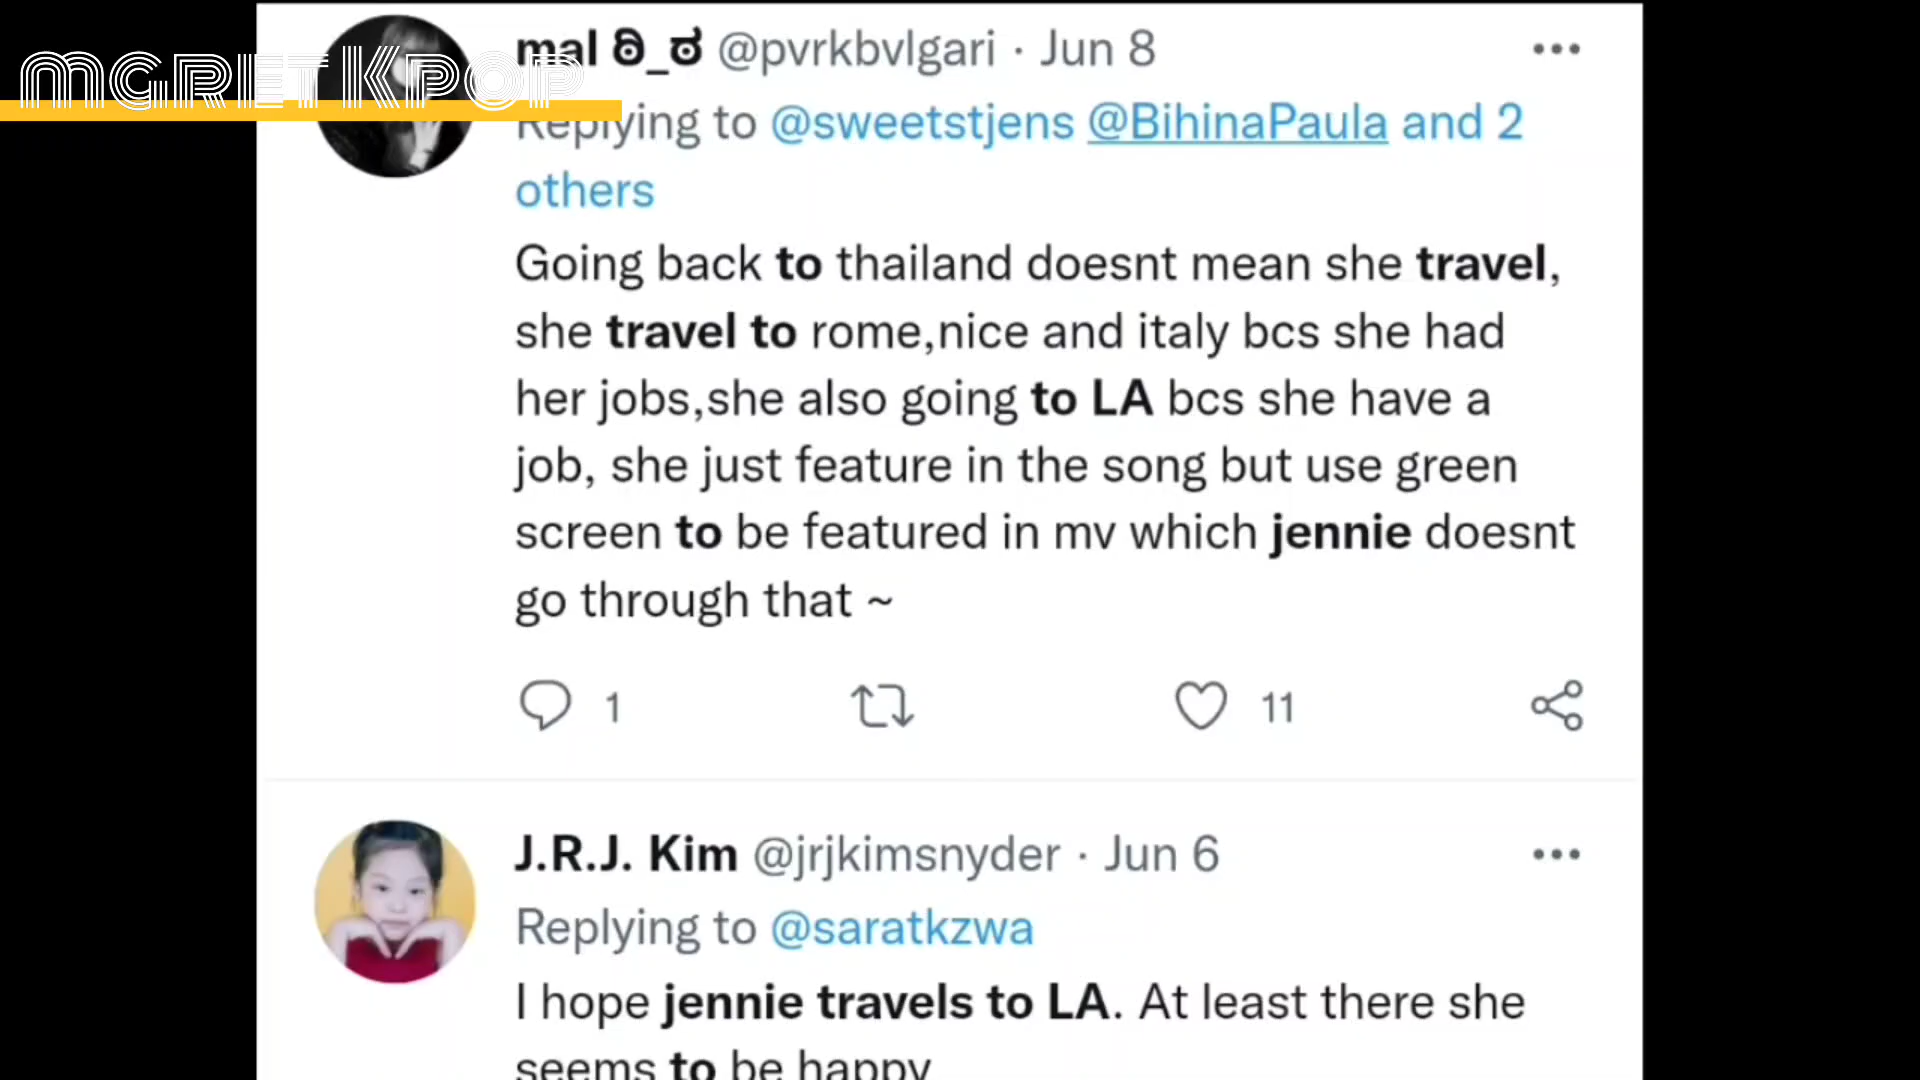 MGRET KPOP
mal ð_ಠ @pvrkbvlgari · Jun 8
Replying to @sweetstjens @BihinaPaula and 2
others
Going back to thailand doesnt mean she travel,
she travel to rome,nice and italy bcs she had
her jobs,she also going to LA bcs she have a
job, she just feature in the song but use green
screen to be featured in mv which jennie doesnt
go through that ~
1 11
J.R.J. Kim @jrjkimsnyder · Jun 6
Replying to @saratkzwa
I hope jennie travels to LA. At least there she
seems to be happy